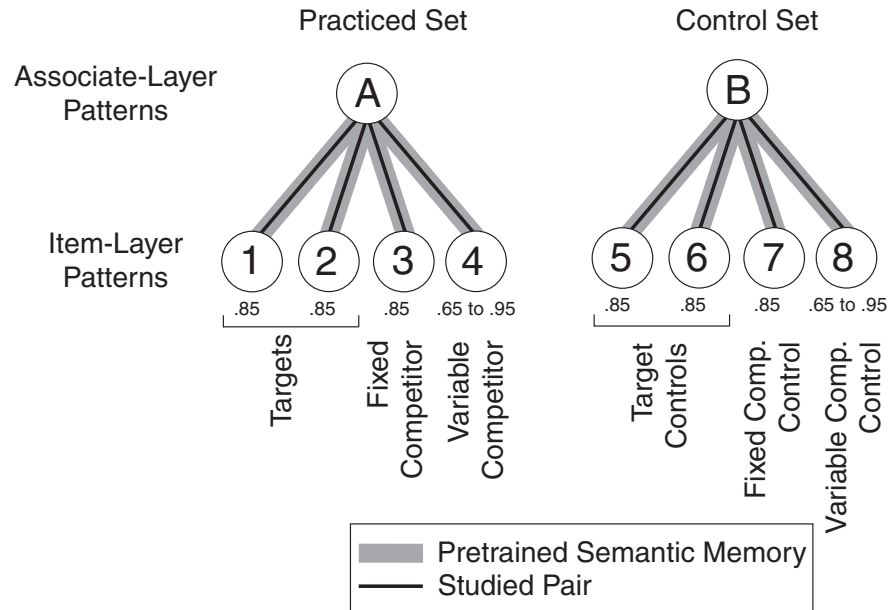 Practiced Set
Control Set
Associate-Layer
Patterns
A
B
Item-Layer
Patterns
1
2
3
4
5
6
7
8
.85
.85
.85
.65 to .95
.85
.85
.85
.65 to .95
Targets
Fixed
Competitor
Variable
Competitor
Target
Controls
Fixed Comp.
Control
Variable Comp.
Control
Pretrained Semantic Memory
Studied Pair